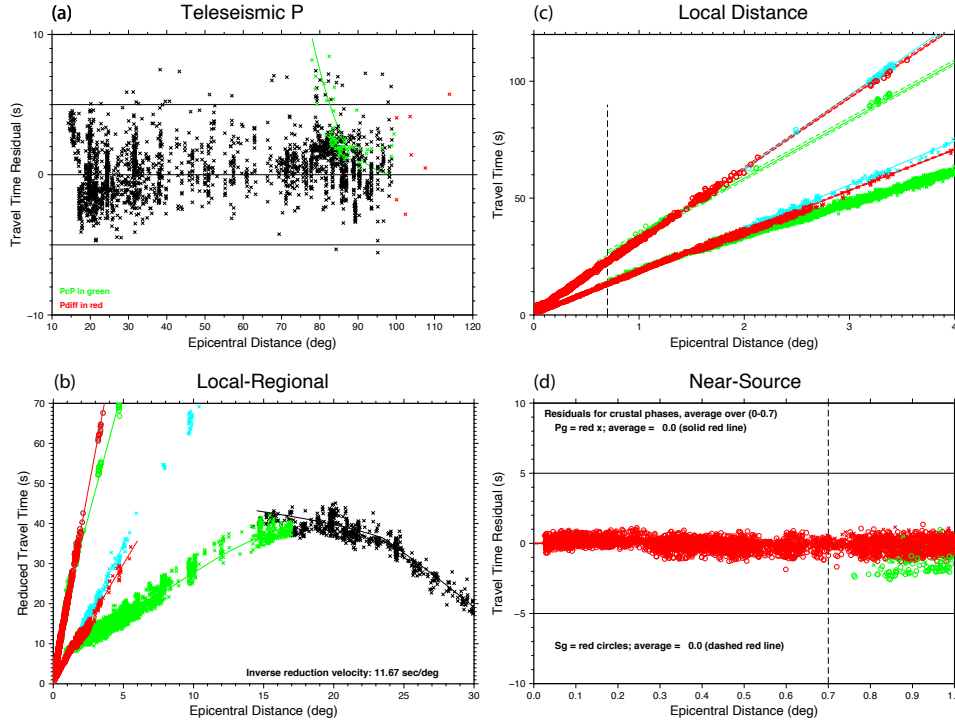 (a) Teleseismic P
10
5
0
−5
−10
Travel Time Residual (s)
PcP in green
Pdiff in red
10 20 30 40 50 60 70 80 90 100 110 120
Epicentral Distance (deg)
(c) Local Distance
100
50
0
Travel Time (s)
0 1 2 3 4
Epicentral Distance (deg)
(b) Local-Regional
70
60
50
40
30
20
10
0
Reduced Travel Time (s)
Inverse reduction velocity: 11.67 sec/deg
0 5 10 15 20 25 30
Epicentral Distance (deg)
(d) Near-Source
10
5
0
−5
−10
Travel Time Residual (s)
Residuals for crustal phases, average over (0-0.7)
Pg = red x; average = 0.0 (solid red line)
Sg = red circles; average = 0.0 (dashed red line)
0.0 0.1 0.2 0.3 0.4 0.5 0.6 0.7 0.8 0.9 1.
Epicentral Distance (deg)